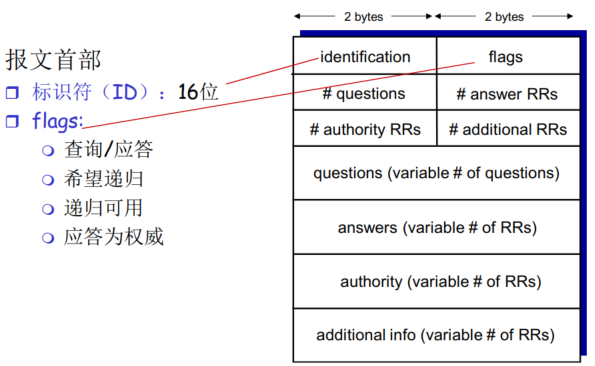 报文首部
标识符（ID）：16位
flags:
查询/应答
希望递归
递归可用
应答为权威
2 bytes 2 bytes
identification flags
# questions # answer RRs
# authority RRs # additional RRs
questions (variable # of questions)
answers (variable # of RRs)
authority (variable # of RRs)
additional info (variable # of RRs)